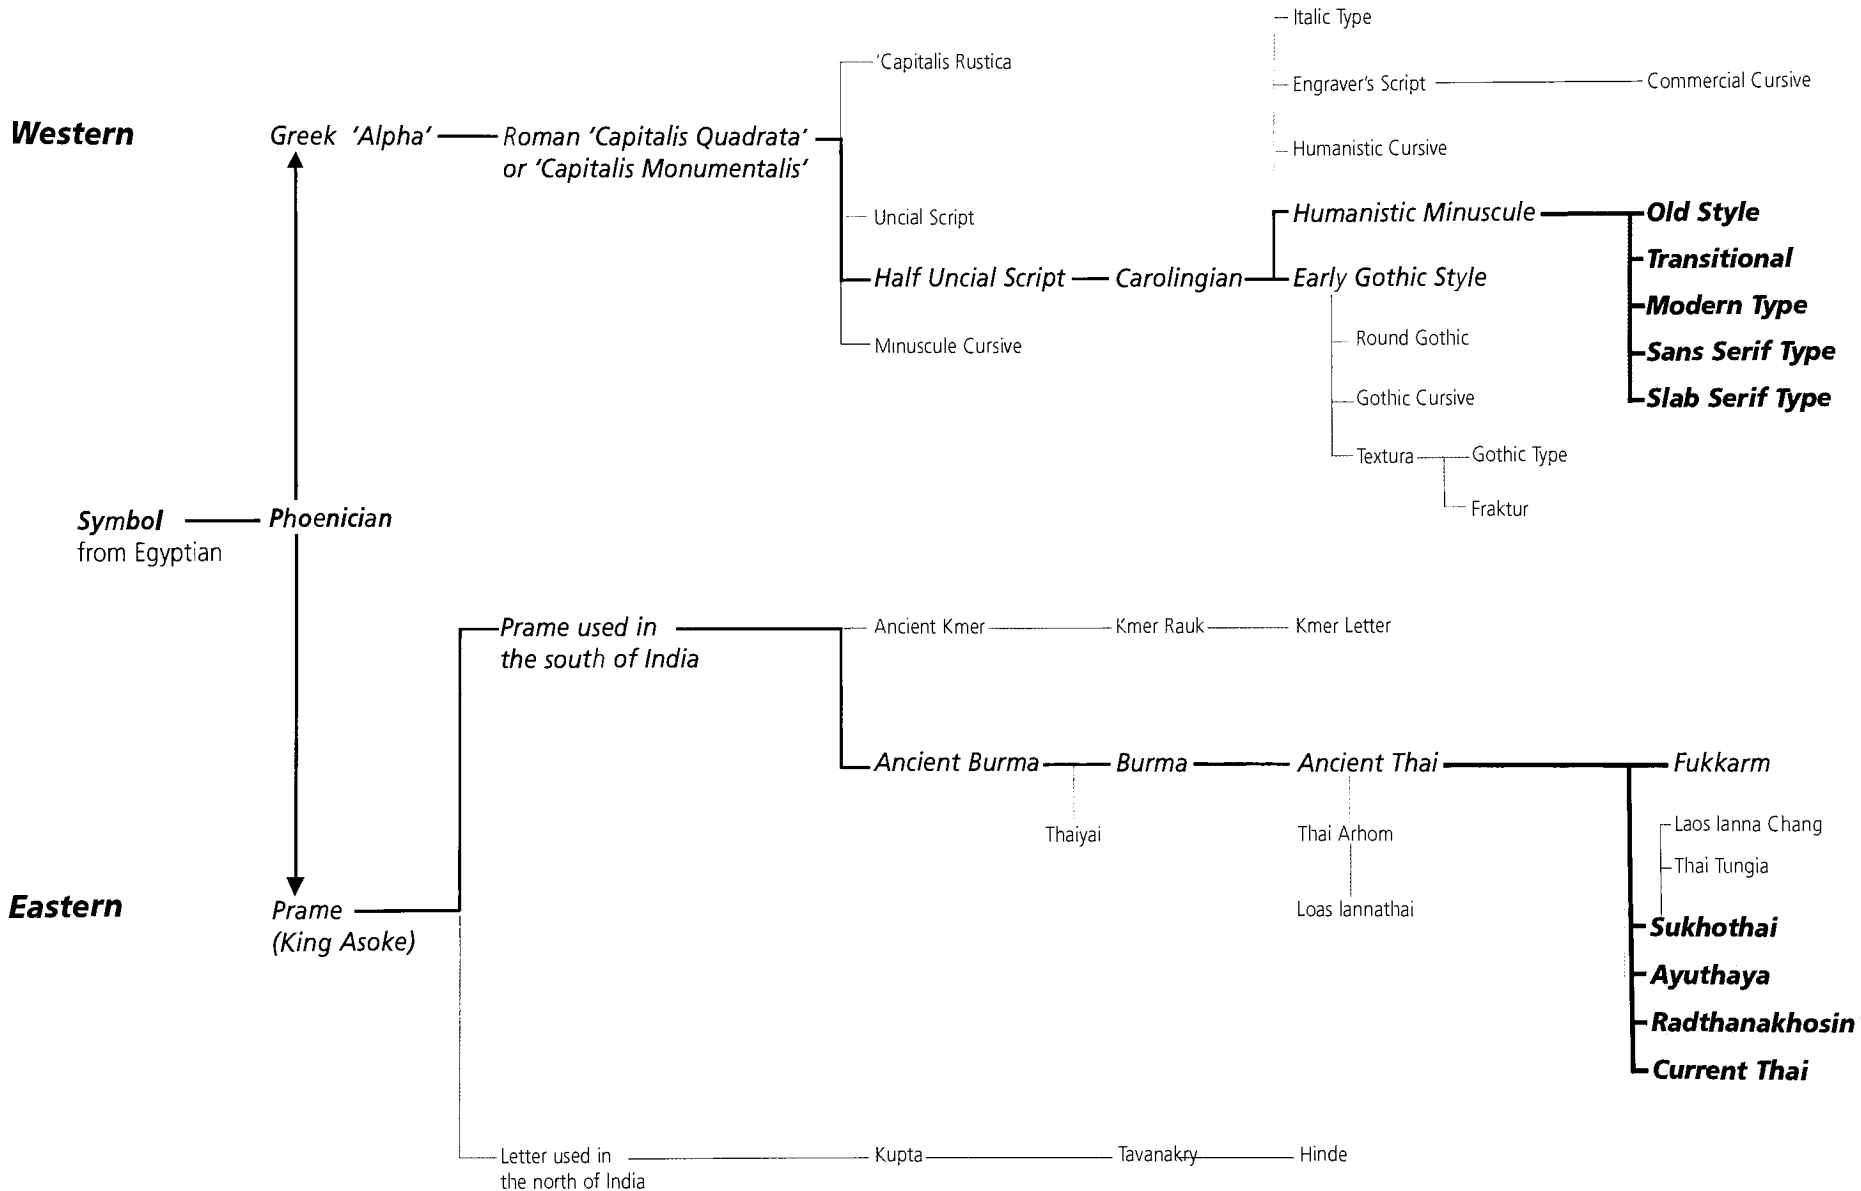 Italic Type
'Capitalis Rustica
Engraver's Script
Commercial Cursive
Western
Greek 'Alpha'
Roman 'Capitalis Quadrata'
or 'Capitalis Monumentalis'
Humanistic Cursive
Uncial Script
Humanistic Minuscule
Old Style
Transitional
Half Uncial Script
Carolingian
Early Gothic Style
Modern Type
Minuscule Cursive
Round Gothic
Sans Serif Type
Gothic Cursive
Slab Serif Type
Textura
Gothic Type
Fraktur
Symbol
from Egyptian
Phoenician
Prame used in
the south of India
Ancient Kmer
Kmer Rauk
Kmer Letter
Ancient Burma
Burma
Ancient Thai
Fukkarm
Thaiyai
Thai Arhom
Laos lanna Chang
Thai Tungia
Loas lannathai
Eastern
Prame
(King Asoke)
Sukhothai
Ayuthaya
Radthanakhosin
Current Thai
Letter used in
the north of India
Kupta
Tavanakry
Hinde